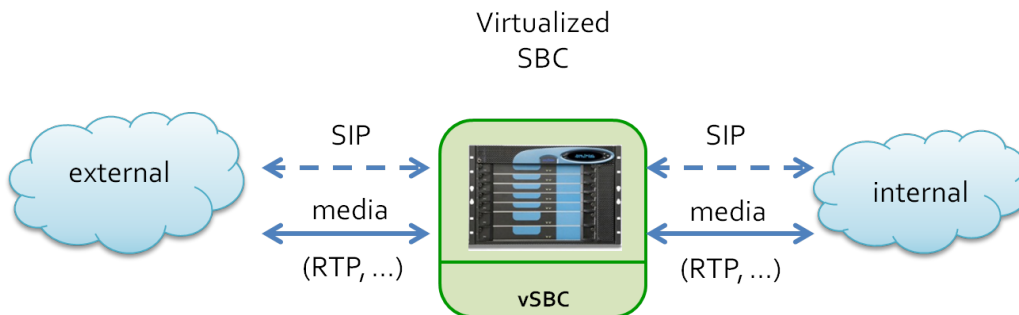 Virtualized
SBC
SIP
SIP
external
internal
media
media
(RTP, ...)
(RTP, ...)
vSBC